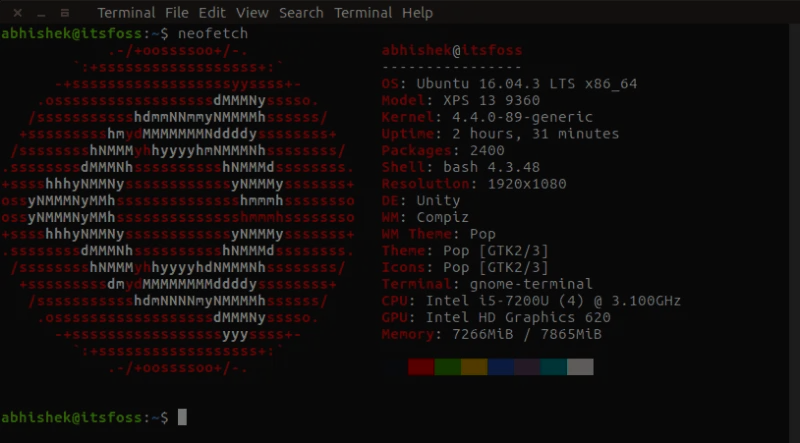 Terminal File Edit View Search Terminal Help
abhishek@itsfoss:~$ neofetch
.-/+oossssoo+/-. abhishek@itsfoss
`:+ssssssssssssssssss+:` ----------------
-+ssssssssssssssssssyyssss+- OS: Ubuntu 16.04.3 LTS x86_64
.ossssssssssssssssssdMMMNysssso. Model: XPS 13 9360
/ssssssssssshdmmNNmmyNMMMMhssssss/ Kernel: 4.4.0-89-generic
+ssssssssshmydMMMMMMMNddddyssssssss+ Uptime: 2 hours, 31 minutes
/sssssssshNMMMyhhyyyyhmNMMMNhssssssss/ Packages: 2400
.ssssssssdMMMNhsssssssssshNMMMdssssssss. Shell: bash 4.3.48
+sssshhhyNMMNyssssssssssssyNMMMysssssss+ Resolution: 1920x1080
ossyNMMMNyMMhsssssssssssssshmmmhssssssso DE: Unity
ossyNMMMNyMMhsssssssssssssshmmmhssssssso WM: Compiz
+sssshhhyNMMNyssssssssssssyNMMMysssssss+ WM Theme: Pop
.ssssssssdMMMNhsssssssssshNMMMdssssssss. Theme: Pop [GTK2/3]
/sssssssshNMMMyhhyyyyhdNMMMNhssssssss/ Icons: Pop [GTK2/3]
+sssssssssdmydMMMMMMMMddddyssssssss+ Terminal: gnome-terminal
/ssssssssssshdmNNNNmyNMMMMhssssss/ CPU: Intel i5-7200U (4) @ 3.100GHz
.ossssssssssssssssssdMMMNysssso. GPU: Intel HD Graphics 620
-+sssssssssssssssssyyyssss+- Memory: 7266MiB / 7865MiB
`:+ssssssssssssssssss+:`
.-/+oossssoo+/-.
abhishek@itsfoss:~$